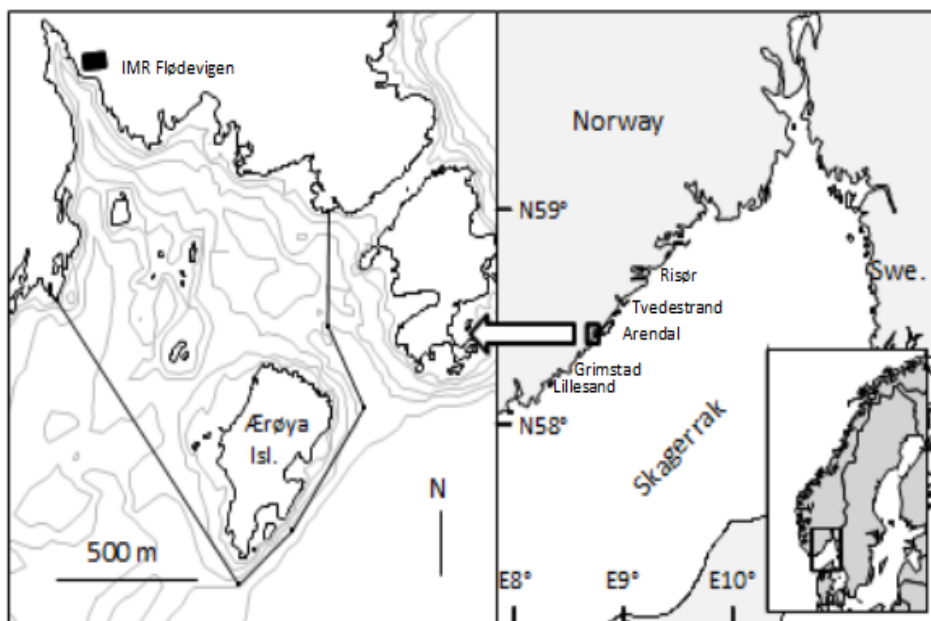 IMR Flødevigen
Ærøya
Isl.
500 m
N
Norway
N59°
Risør
Swe.
Tvedestrand
Arendal
Grimstad
Lillesand
N58°
Skagerrak
E8°
E9°
E10°